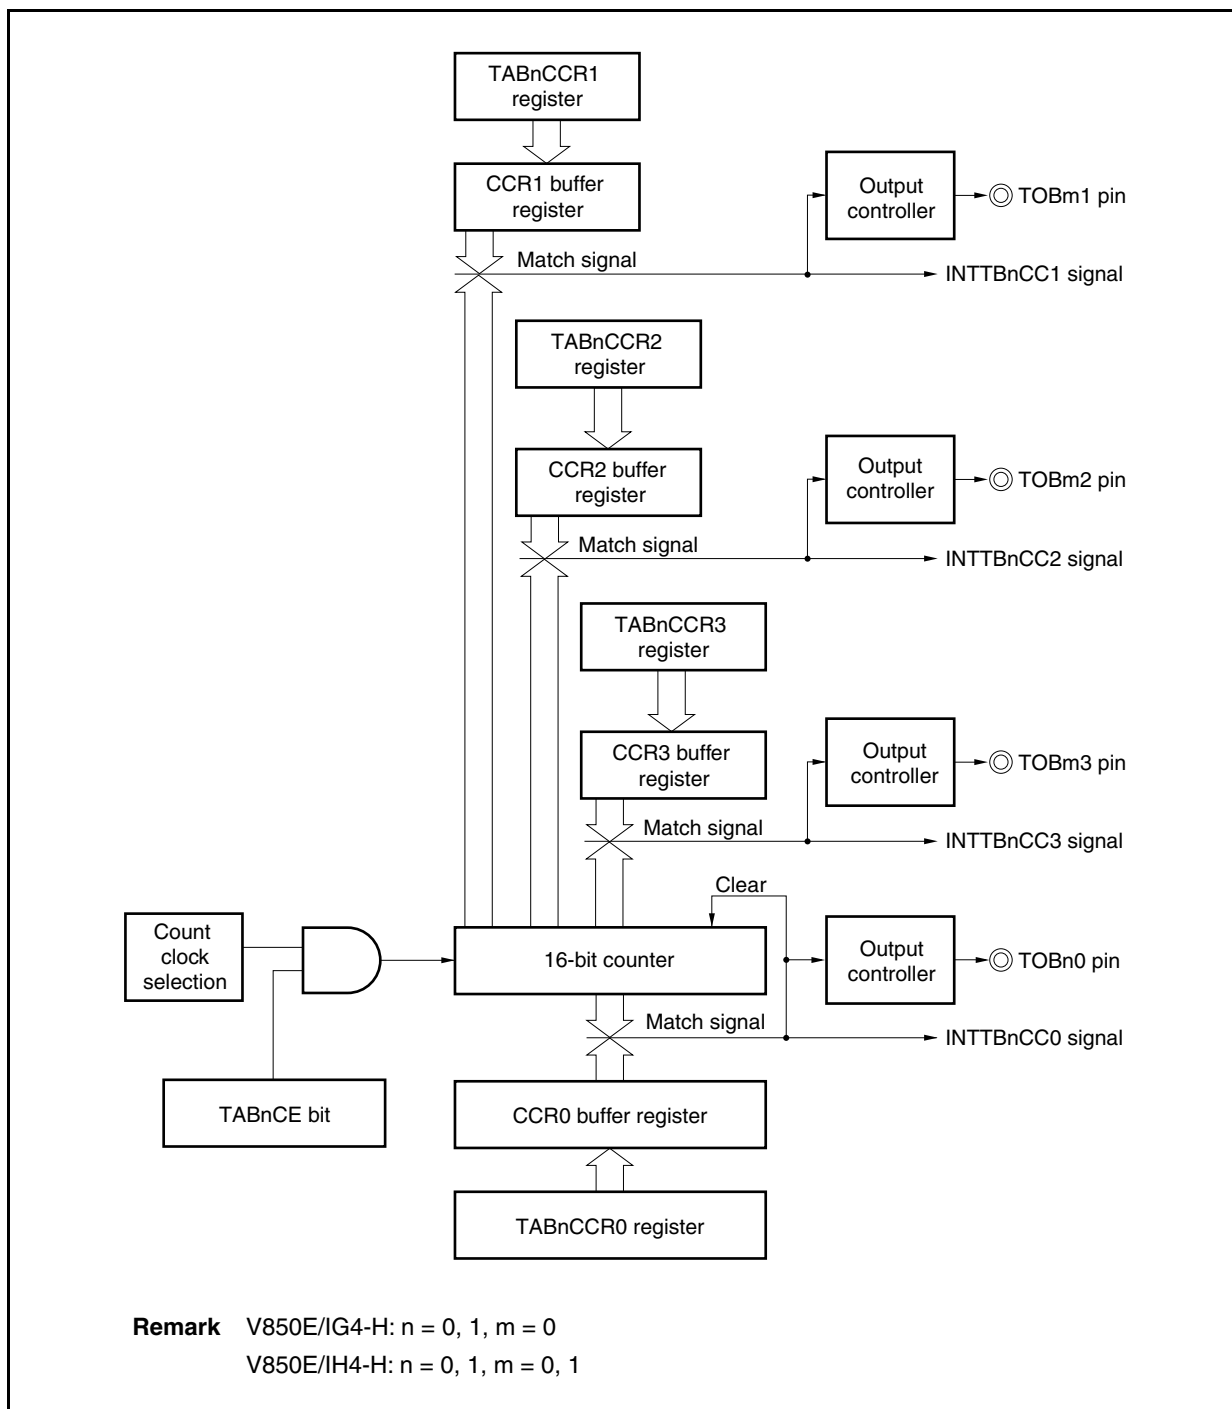 TABnCCR1
register
CCR1 buffer
register
Output
controller
TOBm1 pin
Match signal
INTTBnCC1 signal
TABnCCR2
register
CCR2 buffer
register
Output
controller
TOBm2 pin
Match signal
INTTBnCC2 signal
TABnCCR3
register
CCR3 buffer
register
Output
controller
TOBm3 pin
Match signal
INTTBnCC3 signal
Clear
Count
clock
selection
16-bit counter
Output
controller
TOBn0 pin
Match signal
INTTBnCC0 signal
TABnCE bit
CCR0 buffer register
TABnCCR0 register
Remark V850E/IG4-H: n = 0, 1, m = 0
V850E/IH4-H: n = 0, 1, m = 0, 1